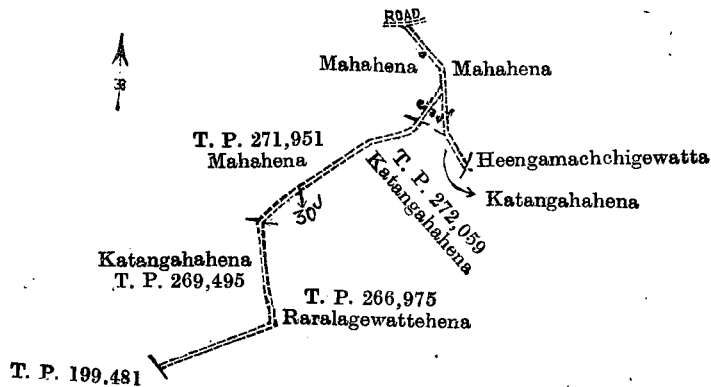 ROAD
Mahahena
Mahahena
T. P. 271,951
Mahahena
Heengamachchigewatta
Katangahahena
T. P. 272,059
Katangahahena
30
Katangahahena
T. P. 269,495
T. P. 266,975
Raralagewattehena
T. P. 199,481